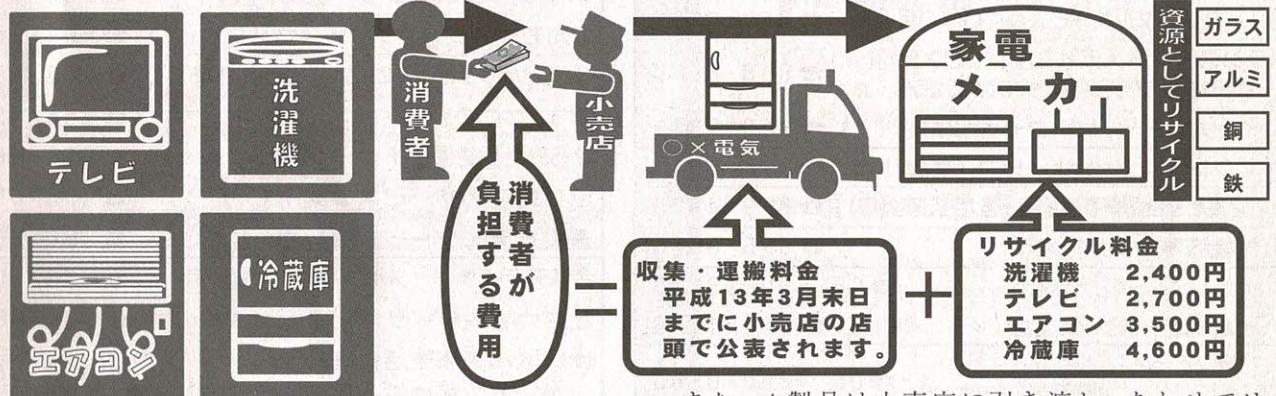 テレビ
洗濯機
エアコン
冷蔵庫
消費者
小売店
○×電気
家電
メーカー
資源としてリサイクル
ガラス
アルミ
銅
鉄
消費者が
負担する費用
＝
収集・運搬料金
平成13年3月末日
までに小売店の店
頭で公表されます。
＋
リサイクル料金
洗濯機 2,400円
テレビ 2,700円
エアコン 3,500円
冷蔵庫 4,600円